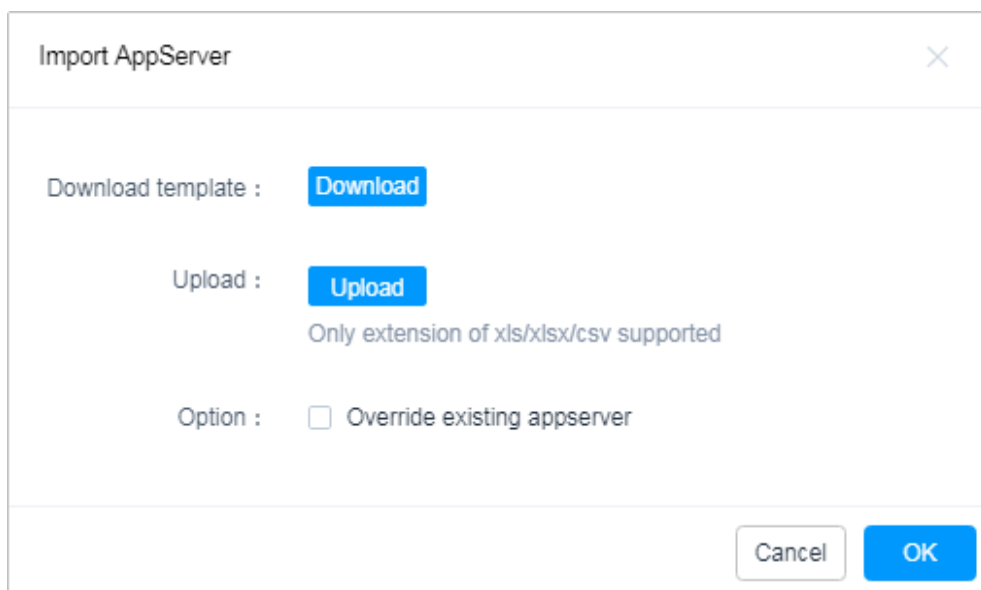 Import AppServer
Download template : Download
Upload : Upload
Only extension of xls/xlsx/csv supported
Option : Override existing appserver
Cancel OK